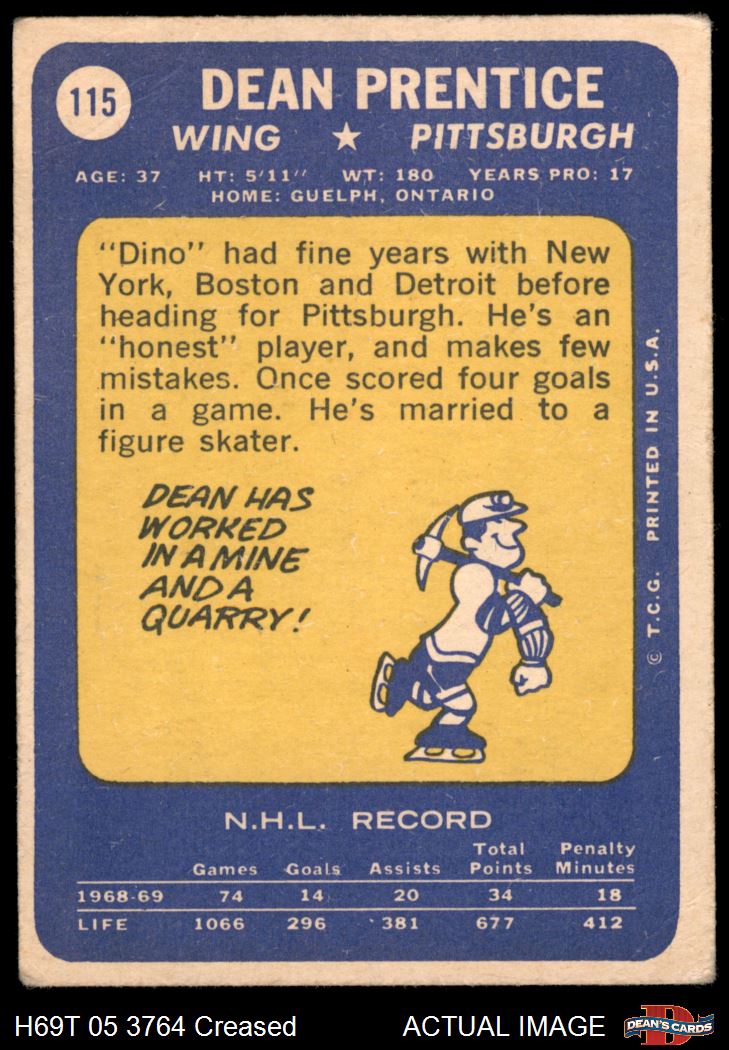 115
DEAN PRENTICE
WING ★ PITTSBURGH
AGE: 37 HT: 5'11" WT: 180 YEARS PRO: 17
HOME: GUELPH, ONTARIO
"Dino" had fine years with New
York, Boston and Detroit before
heading for Pittsburgh. He's an
"honest" player, and makes few
mistakes. Once scored four goals
in a game. He's married to a
figure skater.
DEAN HAS
WORKED
IN A MINE
AND A
QUARRY!
© T.C.G. PRINTED IN U.S.A.
N.H.L. RECORD
Games Goals Assists Total Points Penalty Minutes
1968-69 74 14 20 34 18
LIFE 1066 296 381 677 412
H69T 05 3764 Creased ACTUAL IMAGE
D
DEAN'S CARDS